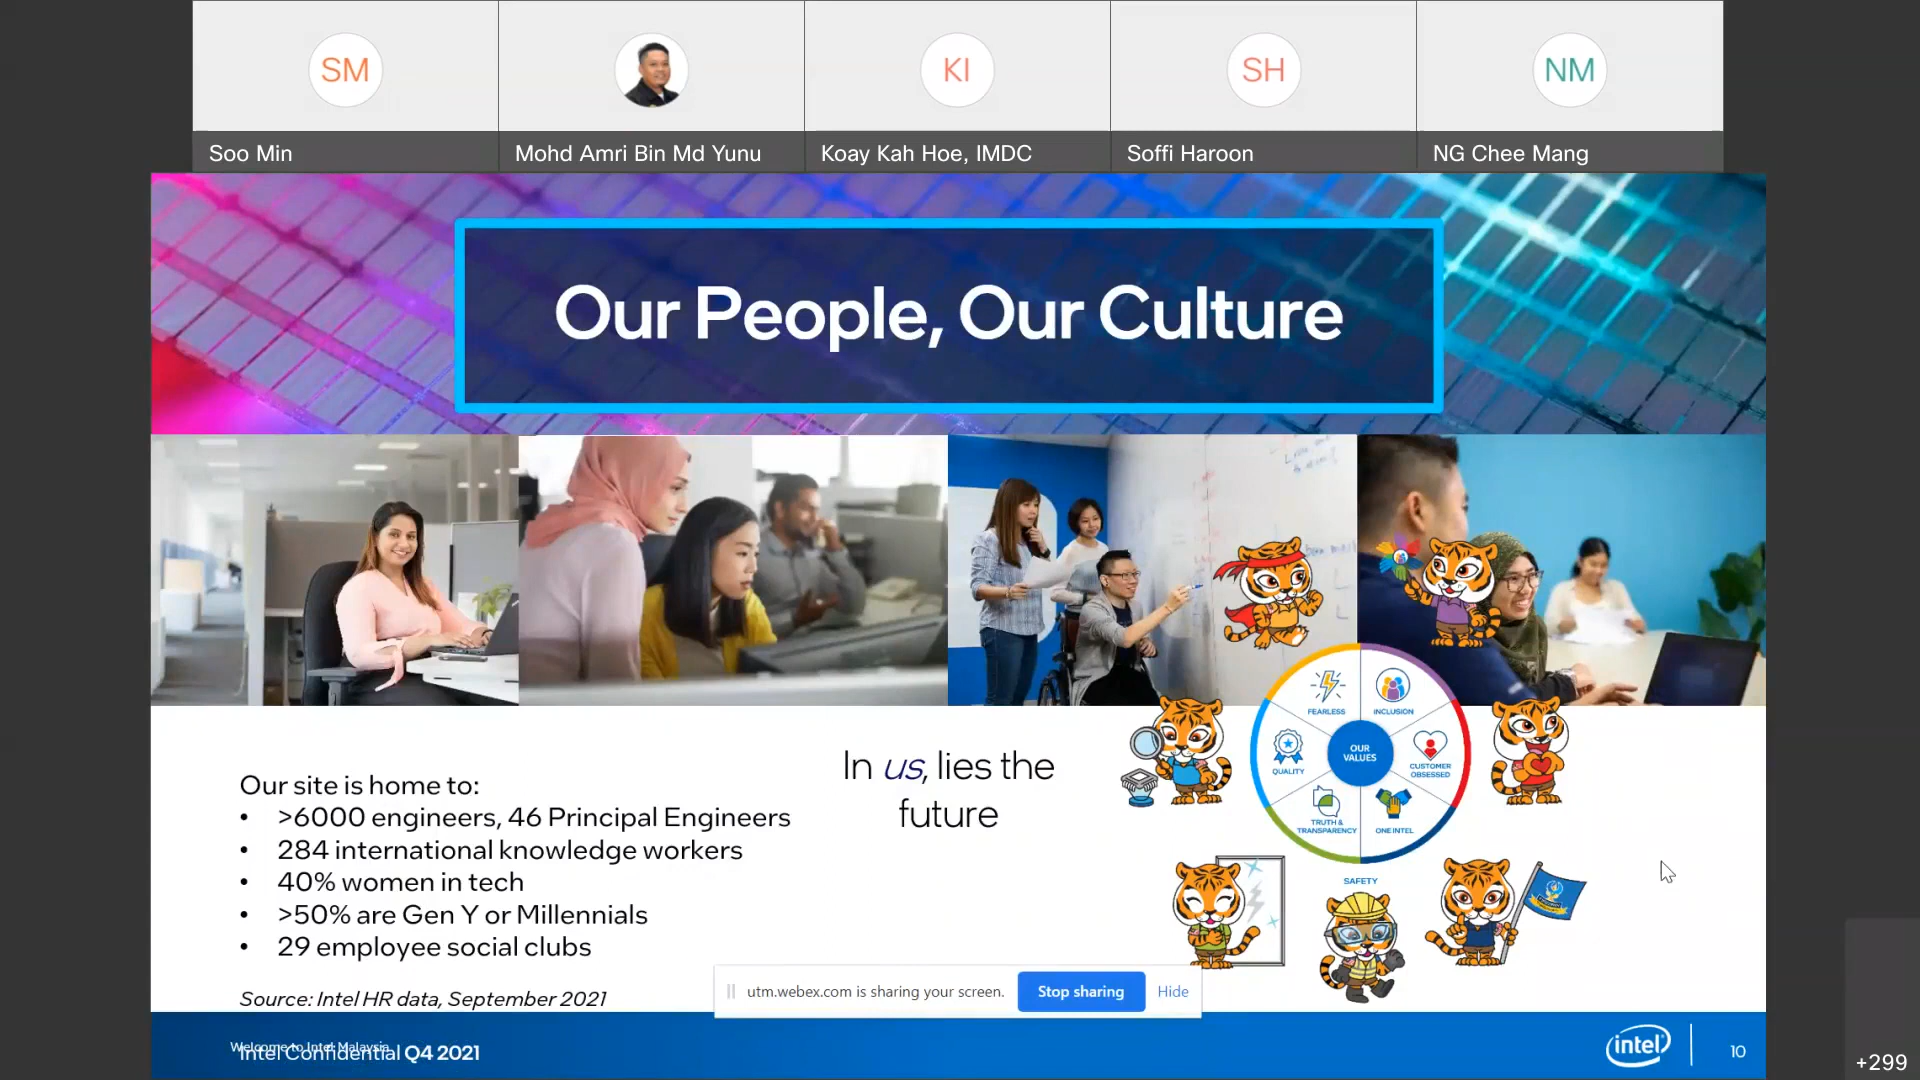 SM
KI
SH
NM
Soo Min
Mohd Amri Bin Md Yunu
Koay Kah Hoe, IMDC
Soffi Haroon
NG Chee Mang
Our People, Our Culture
Our site is home to:
• >6000 engineers, 46 Principal Engineers
• 284 international knowledge workers
• 40% women in tech
• >50% are Gen Y or Millennials
• 29 employee social clubs
Source: Intel HR data, September 2021
In us, lies the
future
FEARLESS
INCLUSION
QUALITY
OUR
VALUES
CUSTOMER
OBSESSED
TRUTH &
TRANSPARENCY
ONE INTEL
SAFETY
utm.webex.com is sharing your screen.
Stop sharing
Hide
Welcome to Intel Malaysia
Intel Confidential Q4 2021
intel
10
+299